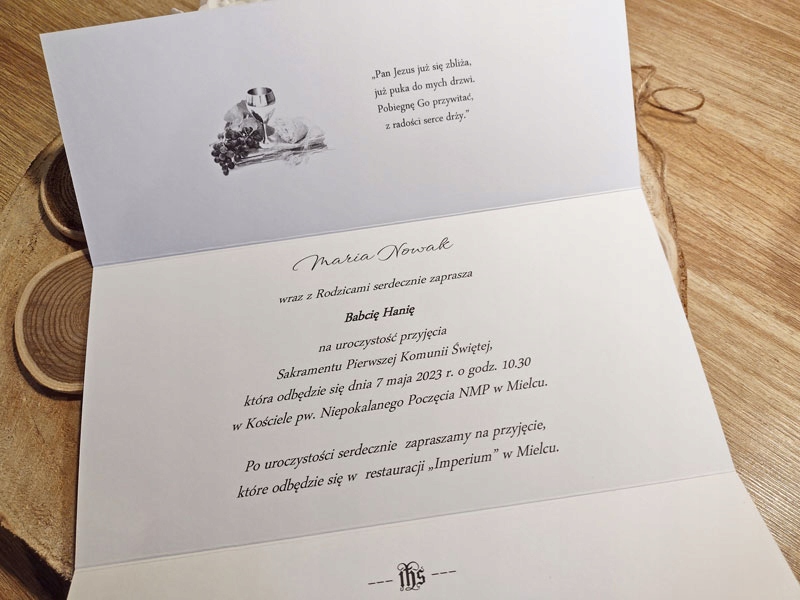 „Pan Jezus już się zbliża,
już puka do mych drzwi.
Pobiegnę Go przywitać,
z radości serce drży.”
Maria Nowak
wraz z Rodzicami serdecznie zaprasza
Babcię Hanię
na uroczystość przyjęcia
Sakramentu Pierwszej Komunii Świętej,
która odbędzie się dnia 7 maja 2023 r. o godz. 10.30
w Kościele pw. Niepokalanego Poczęcia NMP w Mielcu.
Po uroczystości serdecznie zapraszamy na przyjęcie,
które odbędzie się w restauracji „Imperium” w Mielcu.
--- ihs ---